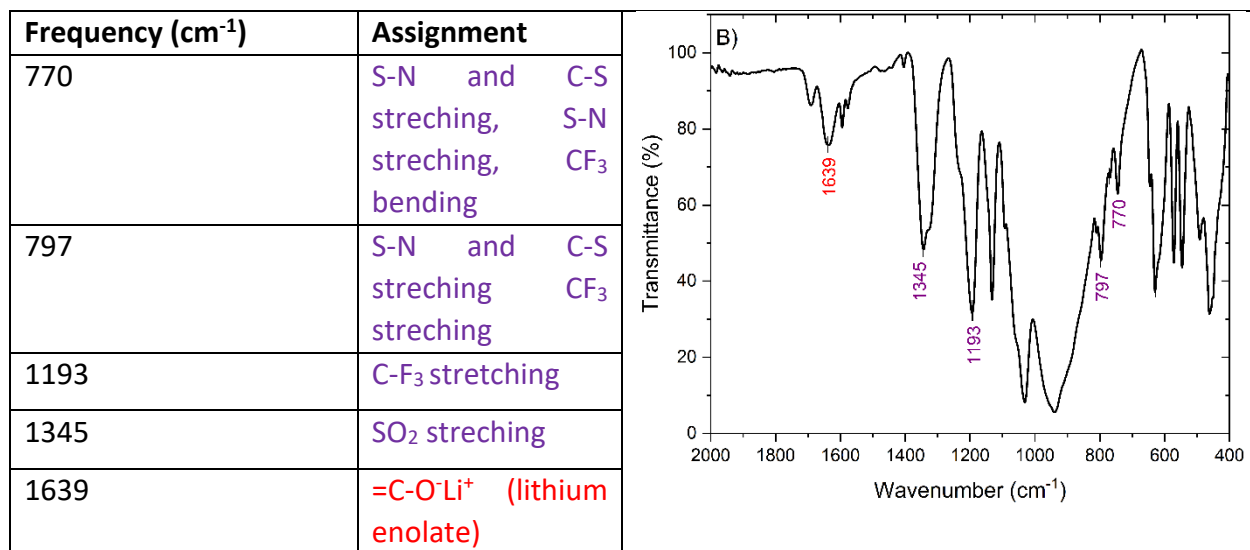 Frequency (cm-1) Assignment
770 S-N and C-S
streching, S-N
streching, CF3
bending
797 S-N and C-S
streching CF3
streching
1193 C-F3 stretching
1345 SO2 streching
1639 =C-O-Li+ (lithium
enolate)
B)
100
80
60
40
20
0
Transmittance (%)
1639
1345
1193
797
770
2000 1800 1600 1400 1200 1000 800 600 400
Wavenumber (cm-1)